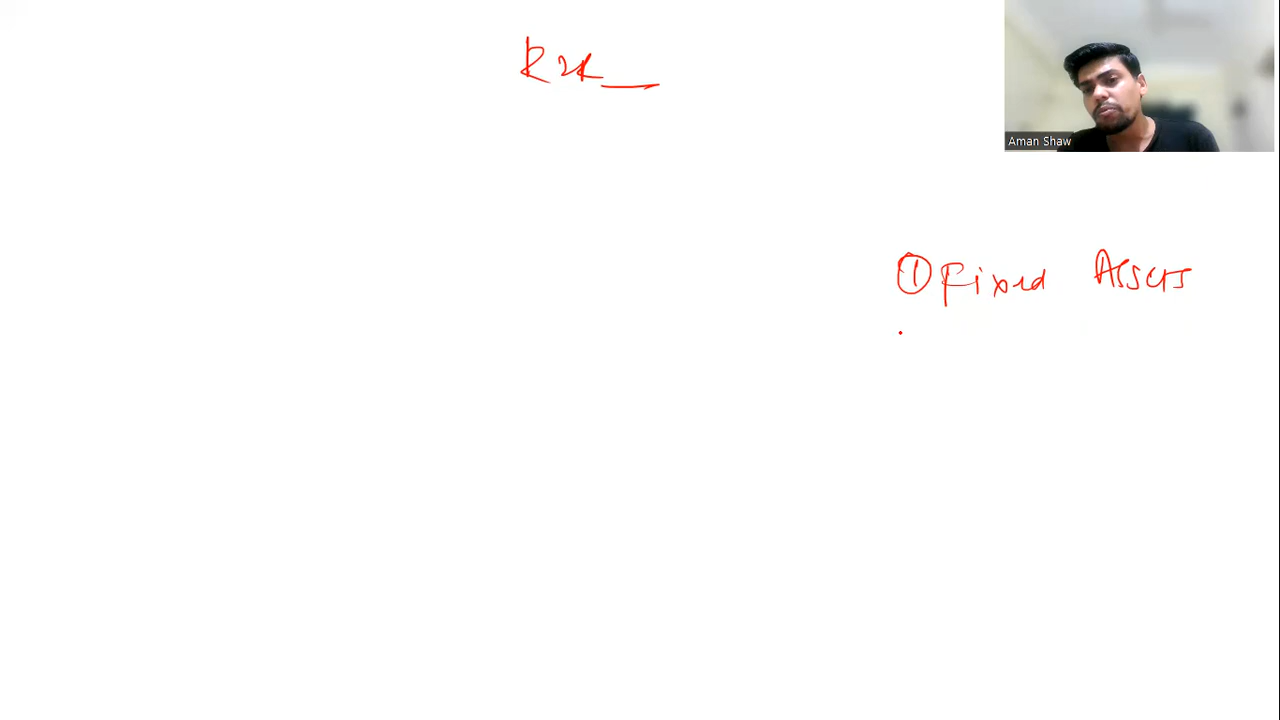 R2R
Aman Shaw
① Fixed Assets